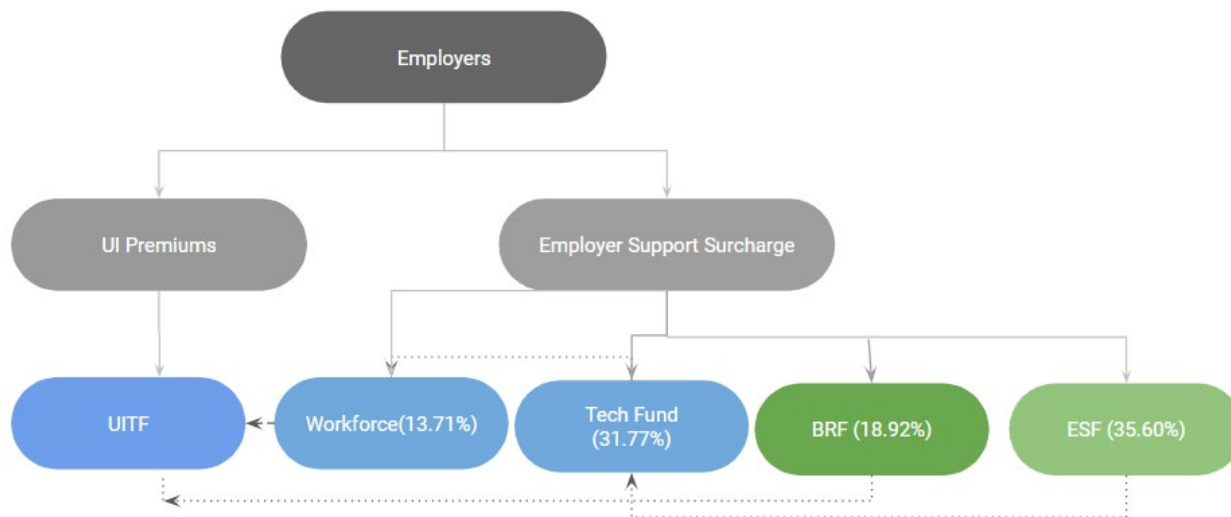 Employers
UI Premiums
Employer Support Surcharge
UITF
Workforce(13.71%)
Tech Fund
(31.77%)
BRF (18.92%)
ESF (35.60%)